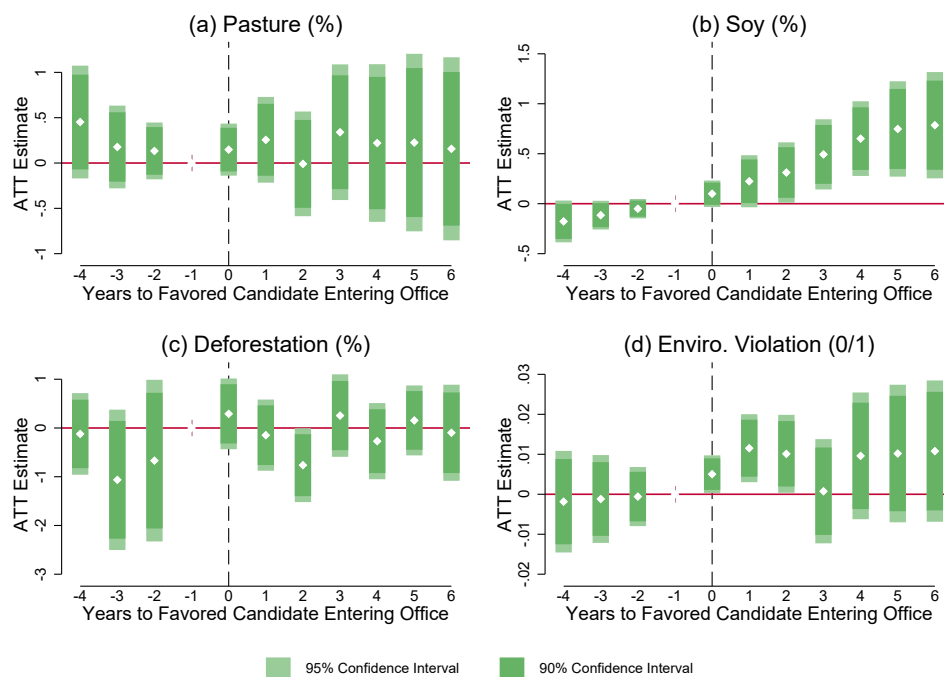 (a) Pasture (%)
ATT Estimate
1
.5
0
-.5
-1
-4 -3 -2 -1 0 1 2 3 4 5 6
Years to Favored Candidate Entering Office
(b) Soy (%)
ATT Estimate
1.5
1
.5
0
-.5
-4 -3 -2 -1 0 1 2 3 4 5 6
Years to Favored Candidate Entering Office
(c) Deforestation (%)
ATT Estimate
1
0
-1
-2
-3
-4 -3 -2 -1 0 1 2 3 4 5 6
Years to Favored Candidate Entering Office
(d) Enviro. Violation (0/1)
ATT Estimate
.03
.02
.01
0
-.01
-.02
-4 -3 -2 -1 0 1 2 3 4 5 6
Years to Favored Candidate Entering Office
95% Confidence Interval
90% Confidence Interval